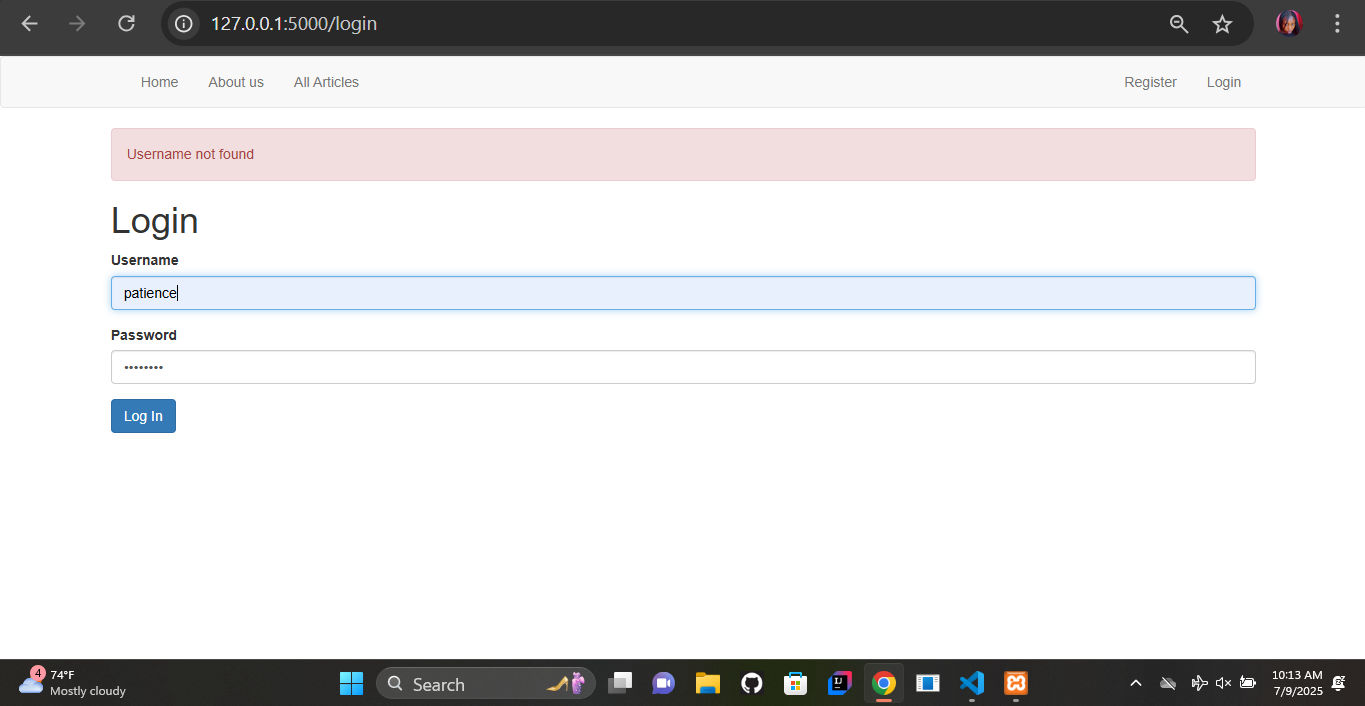 127.0.0.1:5000/login
Home About us All Articles Register Login
Username not found
Login
Username
patience
Password
••••••••
Log In
4
74°F
Mostly cloudy
Search
10:13 AM
7/9/2025